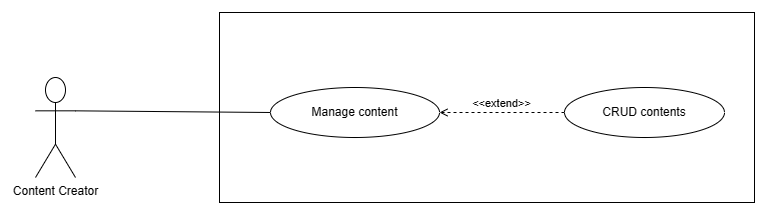 <<extend>>
Manage content
CRUD contents
Content Creator